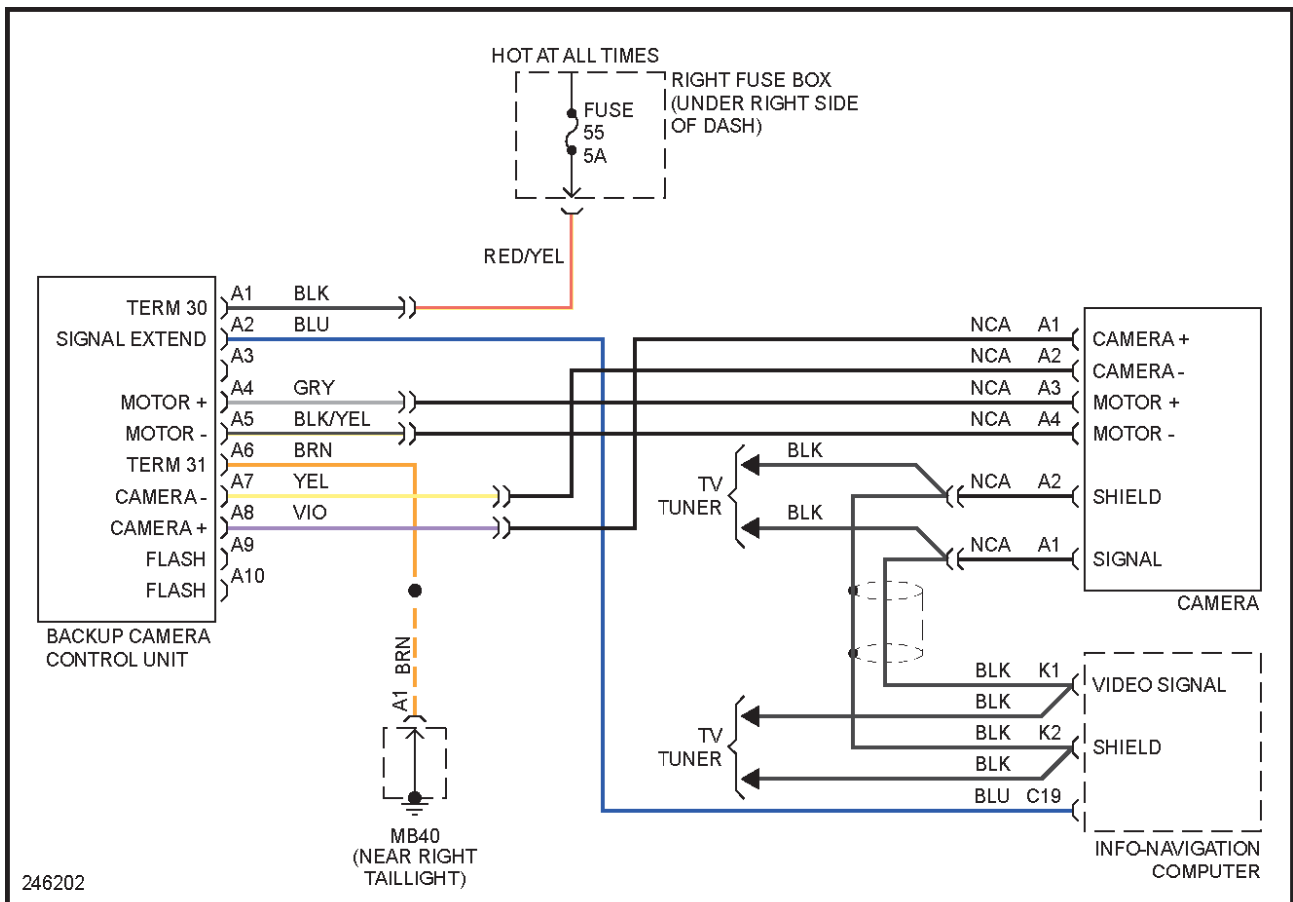 HOT AT ALL TIMES
RIGHT FUSE BOX
(UNDER RIGHT SIDE
OF DASH)
FUSE
55
5A
RED/YEL
TERM 30
A1 BLK
SIGNAL EXTEND
A2 BLU
A3
MOTOR +
A4 GRY
MOTOR -
A5 BLK/YEL
TERM 31
A6 BRN
CAMERA -
A7 YEL
CAMERA +
A8 VIO
FLASH
A9
FLASH
A10
BACKUP CAMERA
CONTROL UNIT
A1 BRN
MB40
(NEAR RIGHT
TAILLIGHT)
NCA A1 CAMERA +
NCA A2 CAMERA -
NCA A3 MOTOR +
NCA A4 MOTOR -
BLK
TV
TUNER
BLK
NCA A2 SHIELD
NCA A1 SIGNAL
CAMERA
BLK K1 VIDEO SIGNAL
BLK
TV
TUNER
BLK K2 SHIELD
BLK
BLU C19
INFO-NAVIGATION
COMPUTER
246202